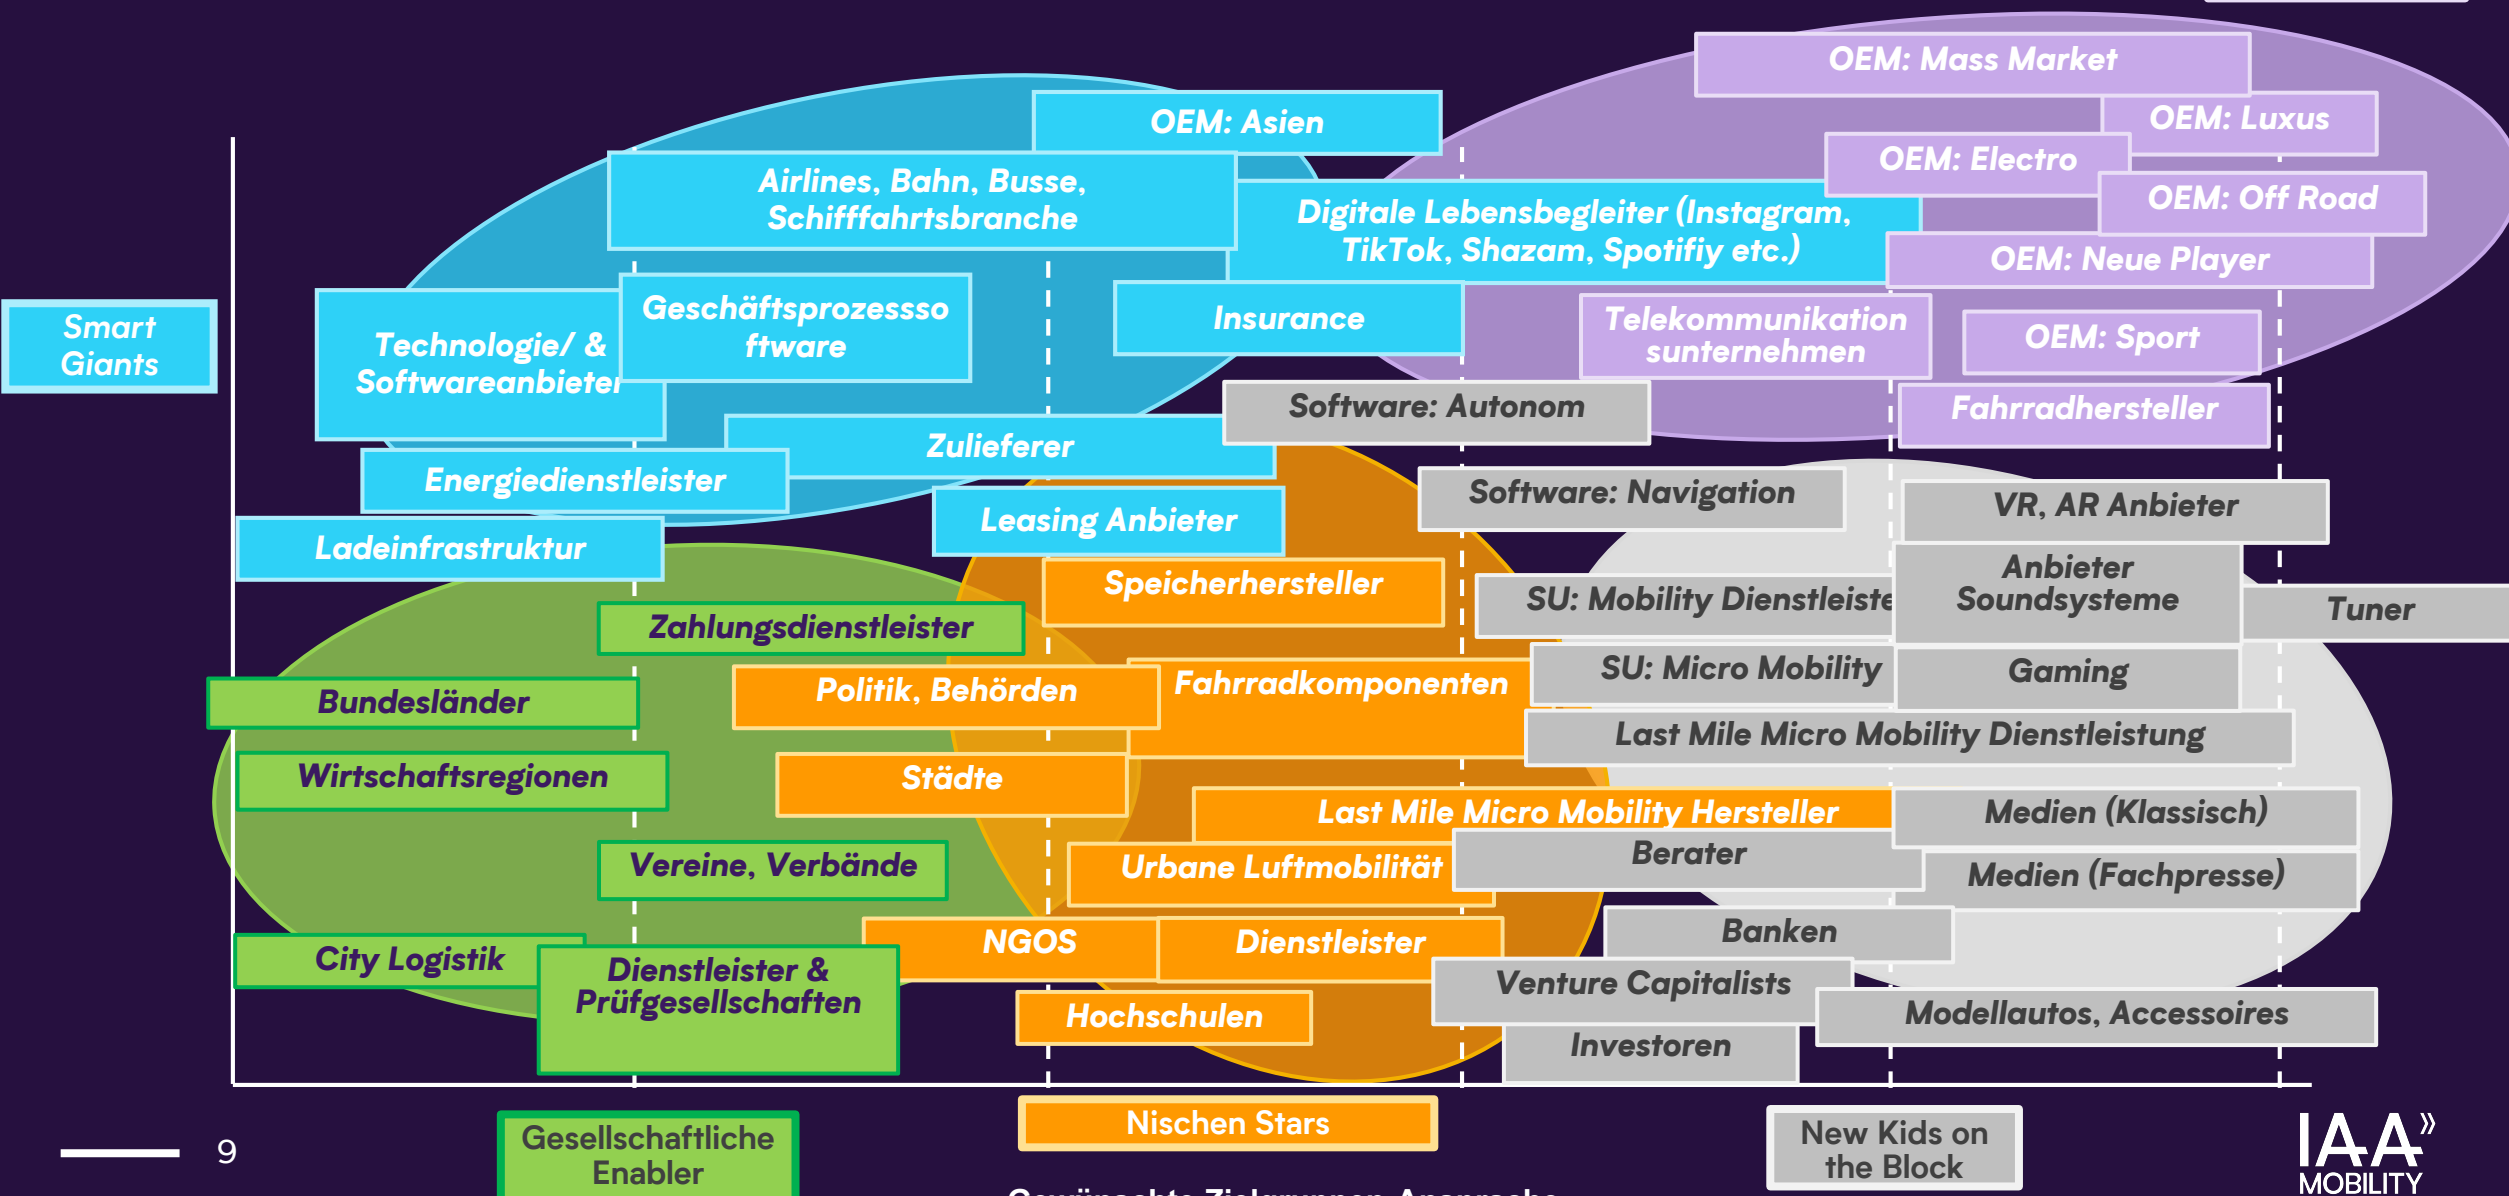 OEM: Mass Market
OEM: Asien
OEM: Luxus
OEM: Electro
Airlines, Bahn, Busse,
Schifffahrtsbranche
OEM: Off Road
Digitale Lebensbegleiter (Instagram,
TikTok, Shazam, Spotifiy etc.)
OEM: Neue Player
Smart
Giants
Technologie/ &
Softwareanbieter
Geschäftsprozessso
ftware
Insurance
Telekommunikation
sunternehmen
OEM: Sport
Software: Autonom
Fahrradhersteller
Zulieferer
Energiedienstleister
Software: Navigation
VR, AR Anbieter
Leasing Anbieter
Ladeinfrastruktur
Speicherhersteller
SU: Mobility Dienstleiste
Anbieter
Soundsysteme
Tuner
Zahlungsdienstleister
Bundesländer
Politik, Behörden
Fahrradkomponenten
SU: Micro Mobility
Gaming
Last Mile Micro Mobility Dienstleistung
Wirtschaftsregionen
Städte
Last Mile Micro Mobility Hersteller
Medien (Klassisch)
Vereine, Verbände
Urbane Luftmobilität
Berater
Medien (Fachpresse)
City Logistik
Dienstleister &
Prüfgesellschaften
NGOS
Dienstleister
Banken
Venture Capitalists
Hochschulen
Investoren
Modellautos, Accessoires
9
Gesellschaftliche
Enabler
Nischen Stars
New Kids on
the Block
IAA
MOBILITY